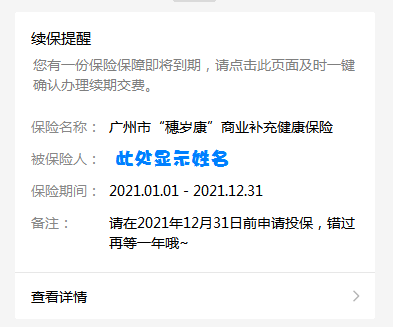 续保提醒
您有一份保险保障即将到期，请点击此页面及时一键
确认办理续期交费。
保险名称： 广州市“穗岁康”商业补充健康保险
被保险人： 此处显示姓名
保险期间： 2021.01.01 - 2021.12.31
备注： 请在2021年12月31日前申请投保，错过
再等一年哦~
查看详情